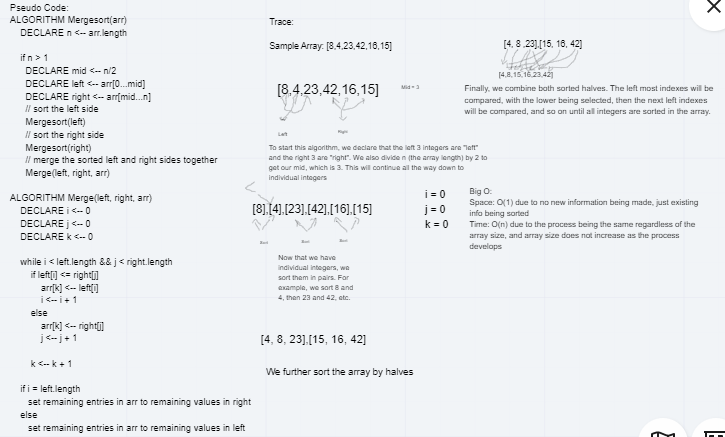 Pseudo Code:
ALGORITHM Mergesort(arr)
DECLARE n <-- arr.length
if n > 1
DECLARE mid <-- n/2
DECLARE left <-- arr[0...mid]
DECLARE right <-- arr[mid...n]
// sort the left side
Mergesort(left)
// sort the right side
Mergesort(right)
// merge the sorted left and right sides together
Merge(left, right, arr)
ALGORITHM Merge(left, right, arr)
DECLARE i <-- 0
DECLARE j <-- 0
DECLARE k <-- 0
while i < left.length && j < right.length
if left[i] <= right[j]
arr[k] <-- left[i]
i <-- i + 1
else
arr[k] <-- right[j]
j <-- j + 1
k <-- k + 1
if i = left.length
set remaining entries in arr to remaining values in right
else
set remaining entries in arr to remaining values in left
Trace:
Sample Array: [8,4,23,42,16,15]
[8,4,23,42,16,15]
Mid = 3
Left
Right
To start this algorithm, we declare that the left 3 integers are "left"
and the right 3 are "right". We also divide n (the array length) by 2 to
get our mid, which is 3. This will continue all the way down to
individual integers
[8],[4],[23],[42],[16],[15]
Sort
Sort
Sort
i = 0
j = 0
k = 0
Now that we have
individual integers, we
sort them in pairs. For
example, we sort 8 and
4, then 23 and 42, etc.
[4, 8, 23],[15, 16, 42]
We further sort the array by halves
[4, 8 ,23],[15, 16, 42]
[4,8,15,16,23,42]
Finally, we combine both sorted halves. The left most indexes will be
compared, with the lower being selected, then the next left indexes
will be compared, and so on until all integers are sorted in the array.
Big O:
Space: O(1) due to no new information being made, just existing
info being sorted
Time: O(n) due to the process being the same regardless of the
array size, and array size does not increase as the process
develops